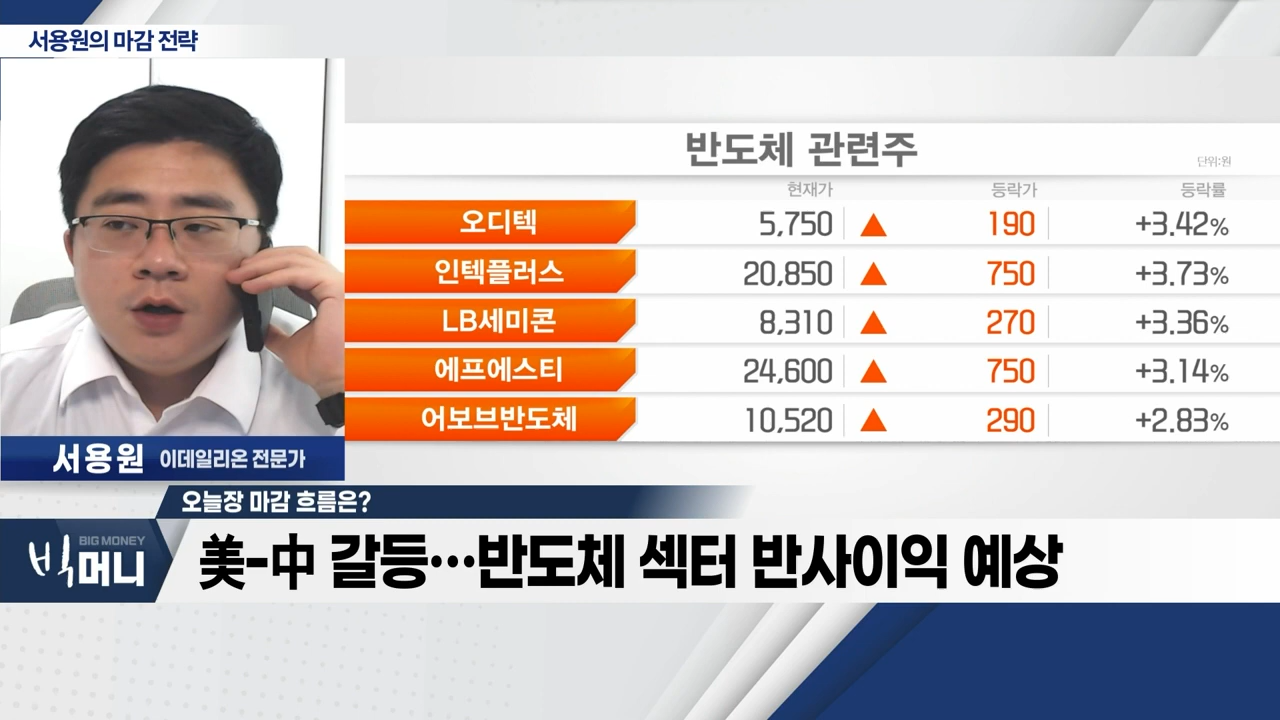 서용원의 마감 전략
반도체 관련주
단위:원
현재가 등락가 등락률
오디텍 5,750 ▲ 190 +3.42%
인텍플러스 20,850 ▲ 750 +3.73%
LB세미콘 8,310 ▲ 270 +3.36%
에프에스티 24,600 ▲ 750 +3.14%
어보브반도체 10,520 ▲ 290 +2.83%
서용원 이데일리온 전문가
오늘장 마감 흐름은?
BIG MONEY
빅머니
美-中 갈등…반도체 섹터 반사이익 예상